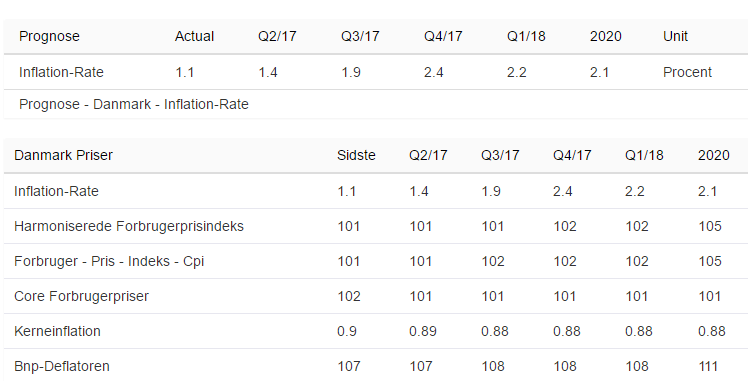 Prognose Actual Q2/17 Q3/17 Q4/17 Q1/18 2020 Unit
Inflation-Rate 1.1 1.4 1.9 2.4 2.2 2.1 Procent
Prognose - Danmark - Inflation-Rate
Danmark Priser Sidste Q2/17 Q3/17 Q4/17 Q1/18 2020
Inflation-Rate 1.1 1.4 1.9 2.4 2.2 2.1
Harmoniserede Forbrugerprisindeks 101 101 101 102 102 105
Forbruger - Pris - Indeks - Cpi 101 101 102 102 102 105
Core Forbrugerpriser 102 101 101 101 101 101
Kerneinflation 0.9 0.89 0.88 0.88 0.88 0.88
Bnp-Deflatoren 107 107 108 108 108 111